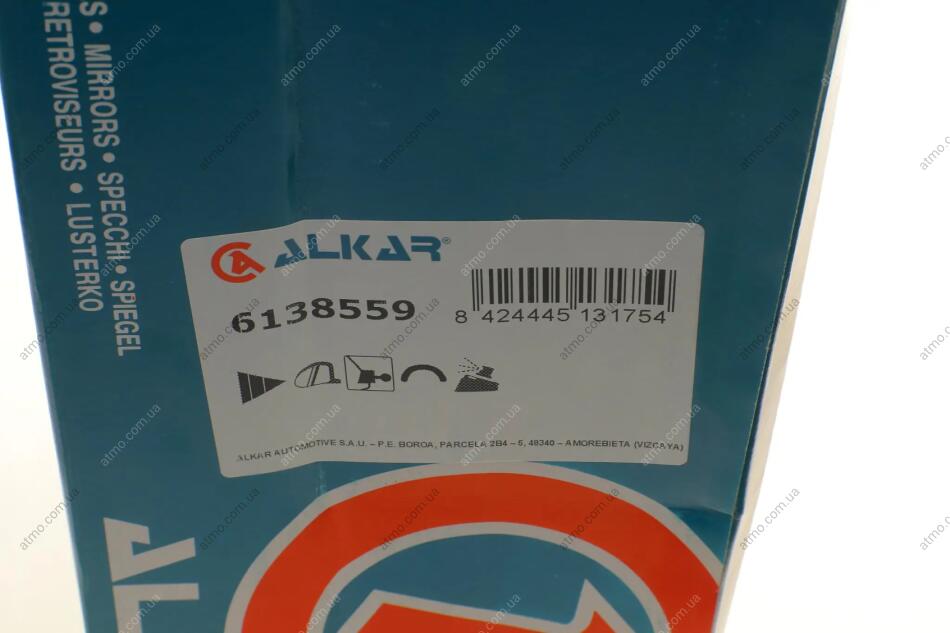 S • MIRRORS • SPECCHI • SPIEGEL
RETROVISEURS • LUSTERKO
ALKAR®
6138559
8 424445 131754
ALKAR AUTOMOTIVE S.A.U. – P.E. BOROA, PARCELA 2B4 – 5, 48340 – AMOREBIETA (VIZCAYA)
AL
atmo.com.ua